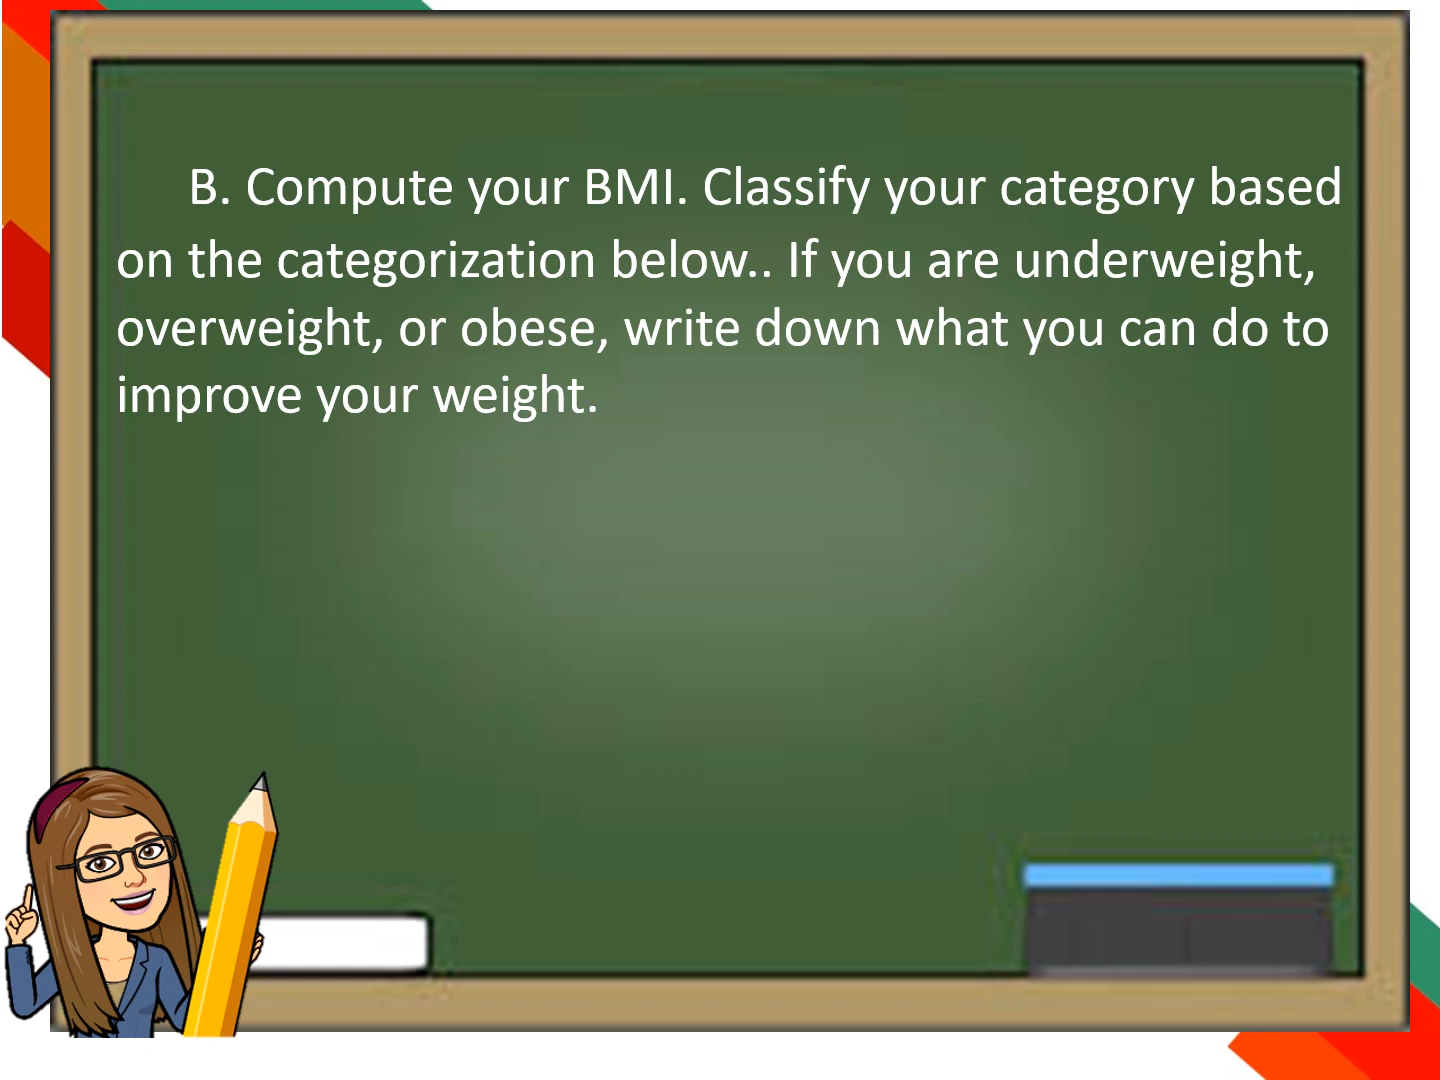 B. Compute your BMI. Classify your category based
on the categorization below.. If you are underweight,
overweight, or obese, write down what you can do to
improve your weight.